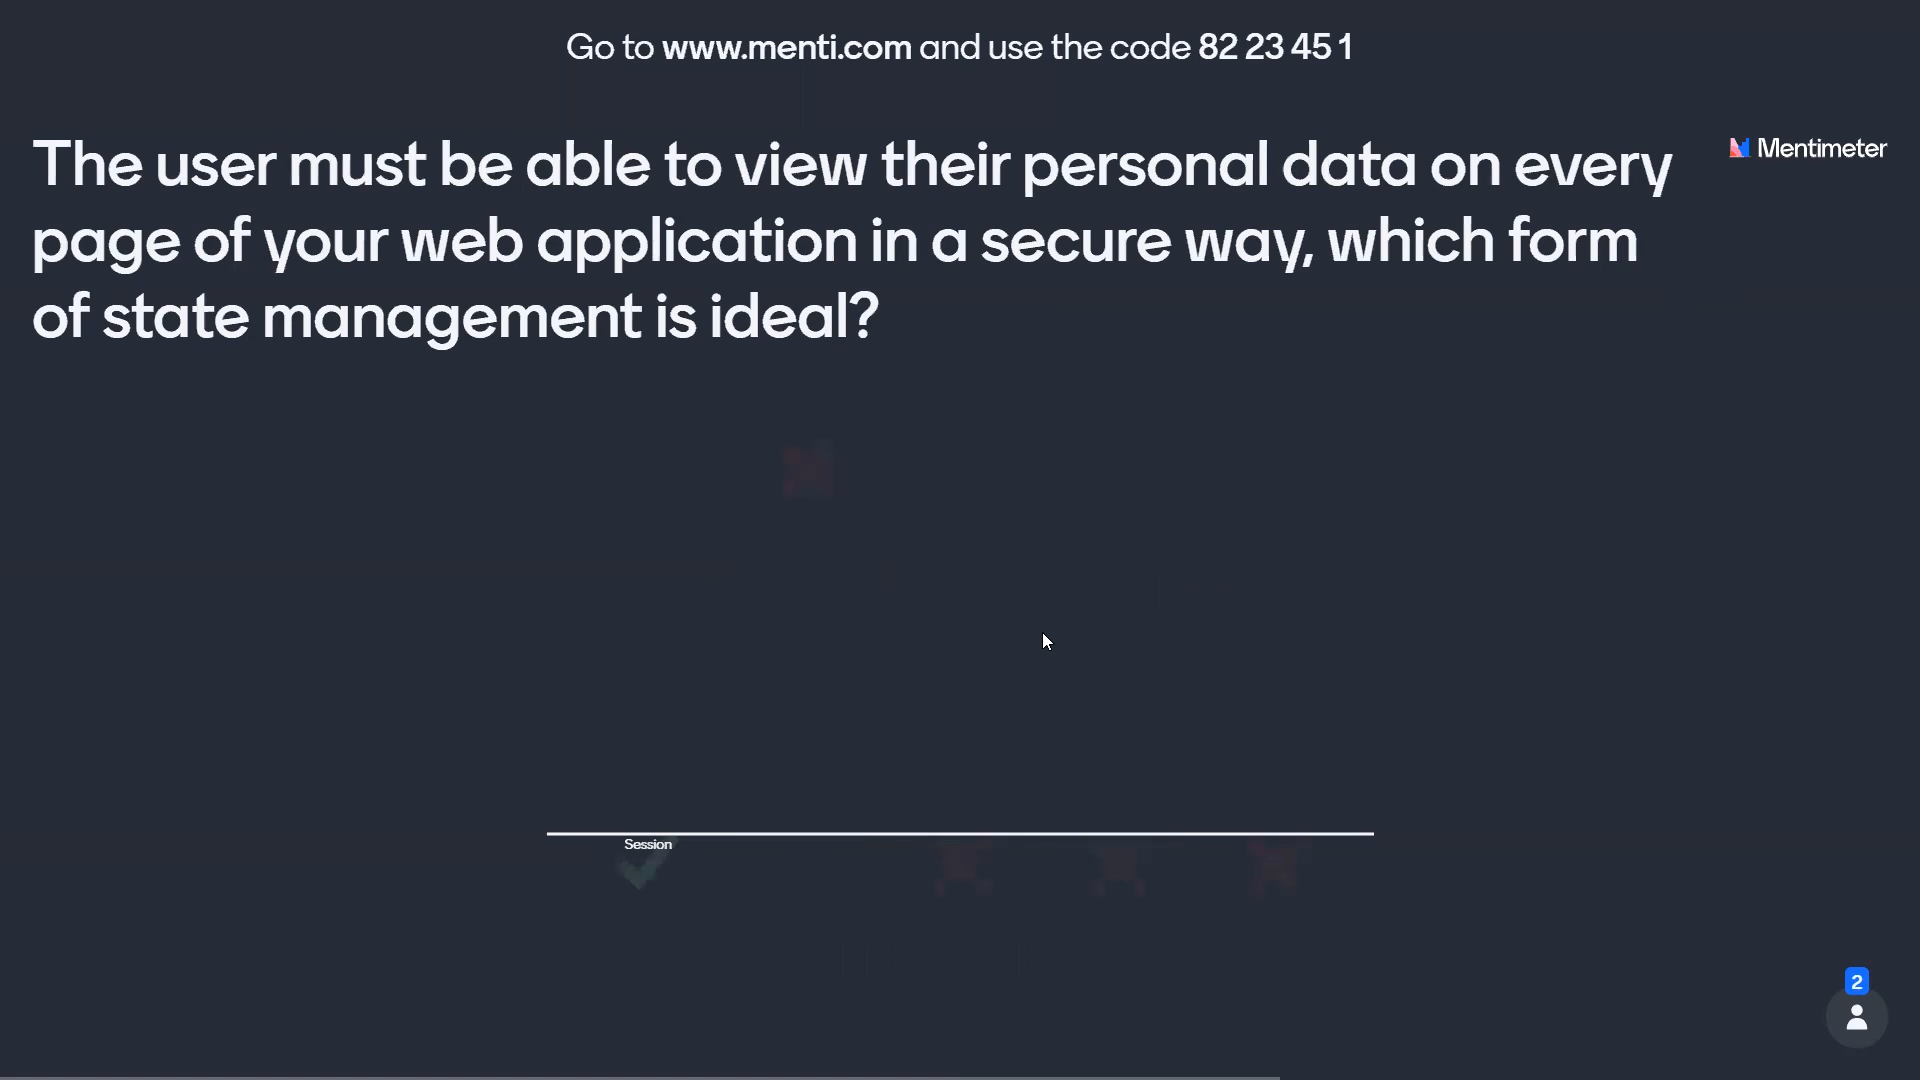 Go to www.menti.com and use the code 82 23 45 1
The user must be able to view their personal data on every
page of your web application in a secure way, which form
of state management is ideal?
Mentimeter
Session
2